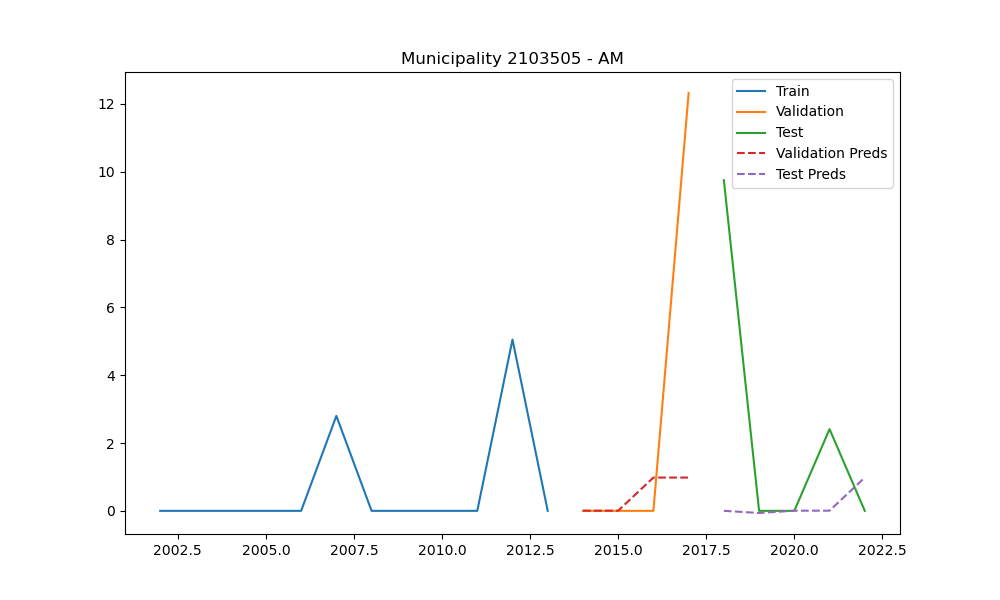 Municipality 2103505 - AM
Train
Validation
Test
Validation Preds
Test Preds
12
10
8
6
4
2
0
2002.5 2005.0 2007.5 2010.0 2012.5 2015.0 2017.5 2020.0 2022.5